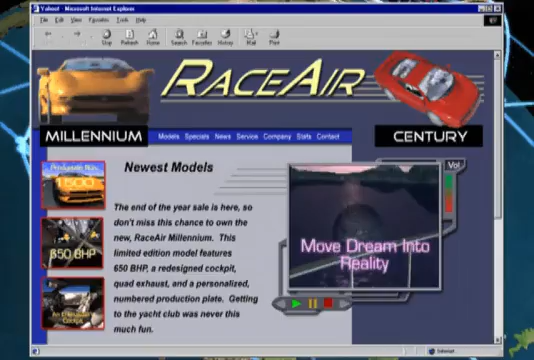 Yahoo! - Microsoft Internet Explorer
File Edit View Favorites Tools Help
Stop Refresh Home Search Favorites History Mail Print
RACEAIR
MILLENNIUM
Models Specials News Service Company Stats Contact
CENTURY
Production Max.
1500
650 BHP
Cockpit
Newest Models
The end of the year sale is here, so
don't miss this chance to own the
new, RaceAir Millennium. This
limited edition model features
650 BHP, a redesigned cockpit,
quad exhaust, and a personalized,
numbered production plate. Getting
to the yacht club was never this
much fun.
Vol
Move Dream Into
Reality
Internet